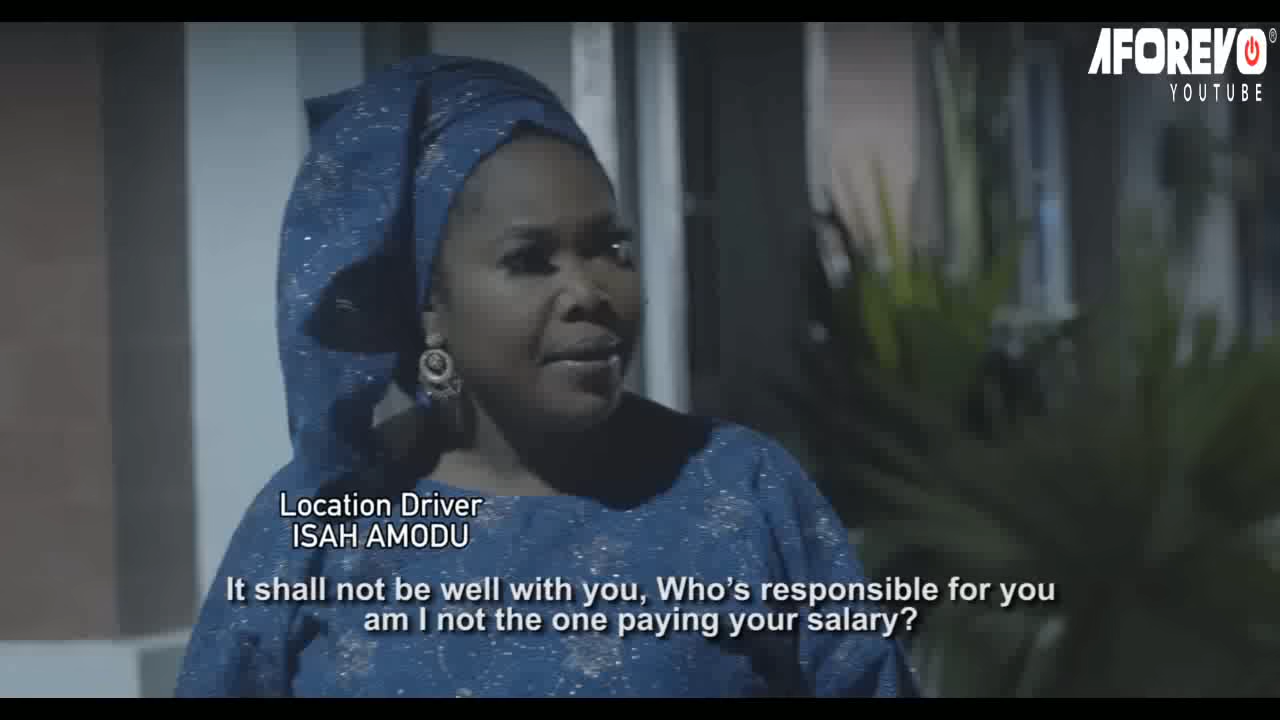 AFOREVO®
YOUTUBE
Location Driver
ISAH AMODU
It shall not be well with you, Who's responsible for you
am I not the one paying your salary?